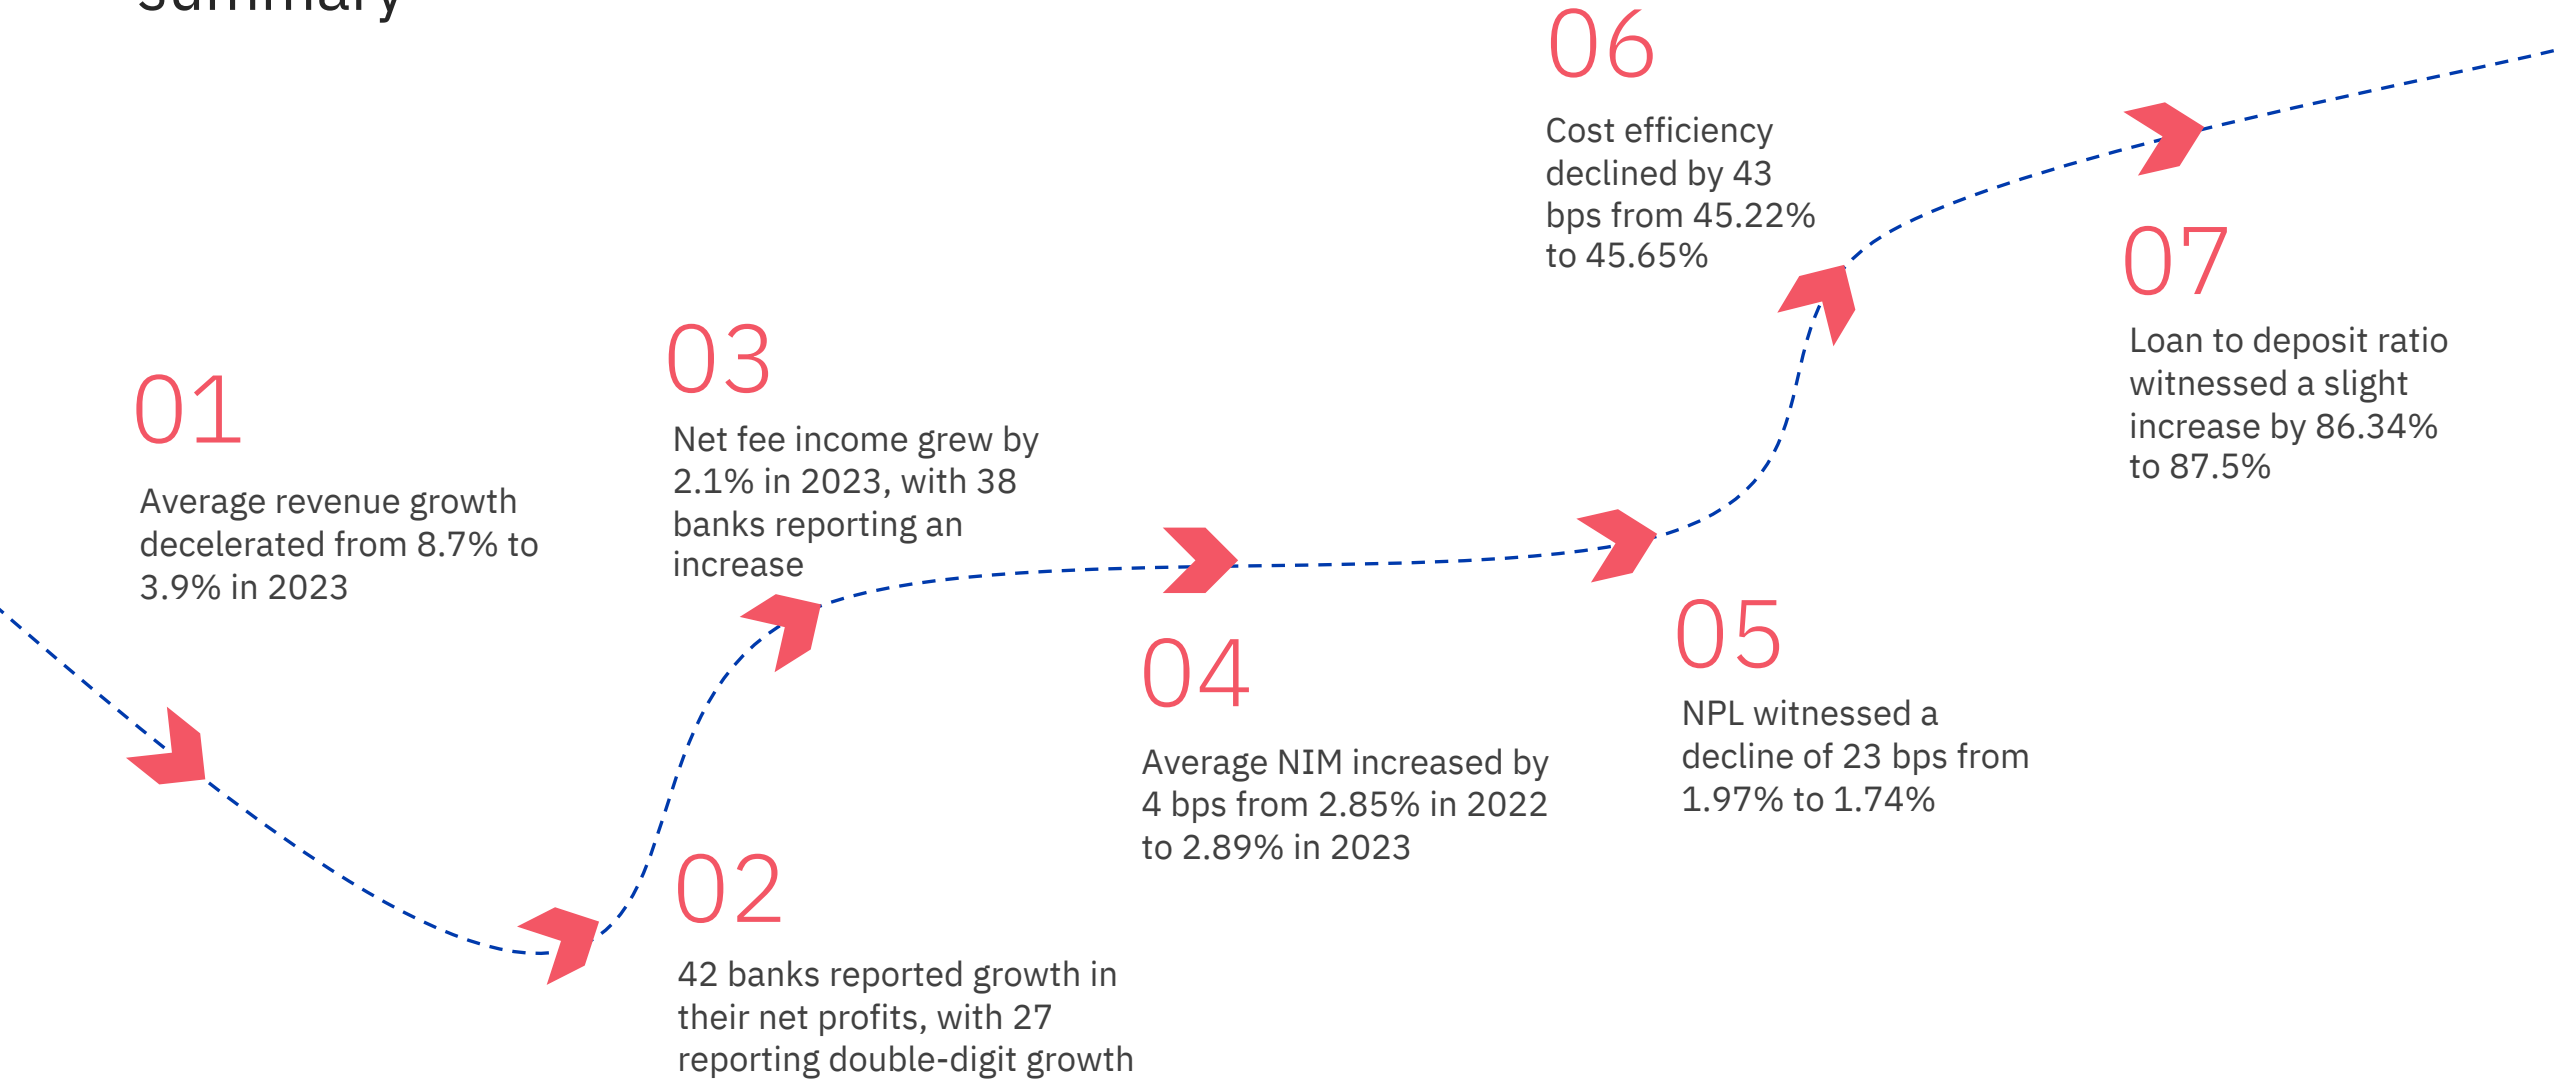 summary
01
Average revenue growth
decelerated from 8.7% to
3.9% in 2023
02
42 banks reported growth in
their net profits, with 27
reporting double-digit growth
03
Net fee income grew by
2.1% in 2023, with 38
banks reporting an
increase
04
Average NIM increased by
4 bps from 2.85% in 2022
to 2.89% in 2023
05
NPL witnessed a
decline of 23 bps from
1.97% to 1.74%
06
Cost efficiency
declined by 43
bps from 45.22%
to 45.65%
07
Loan to deposit ratio
witnessed a slight
increase by 86.34%
to 87.5%